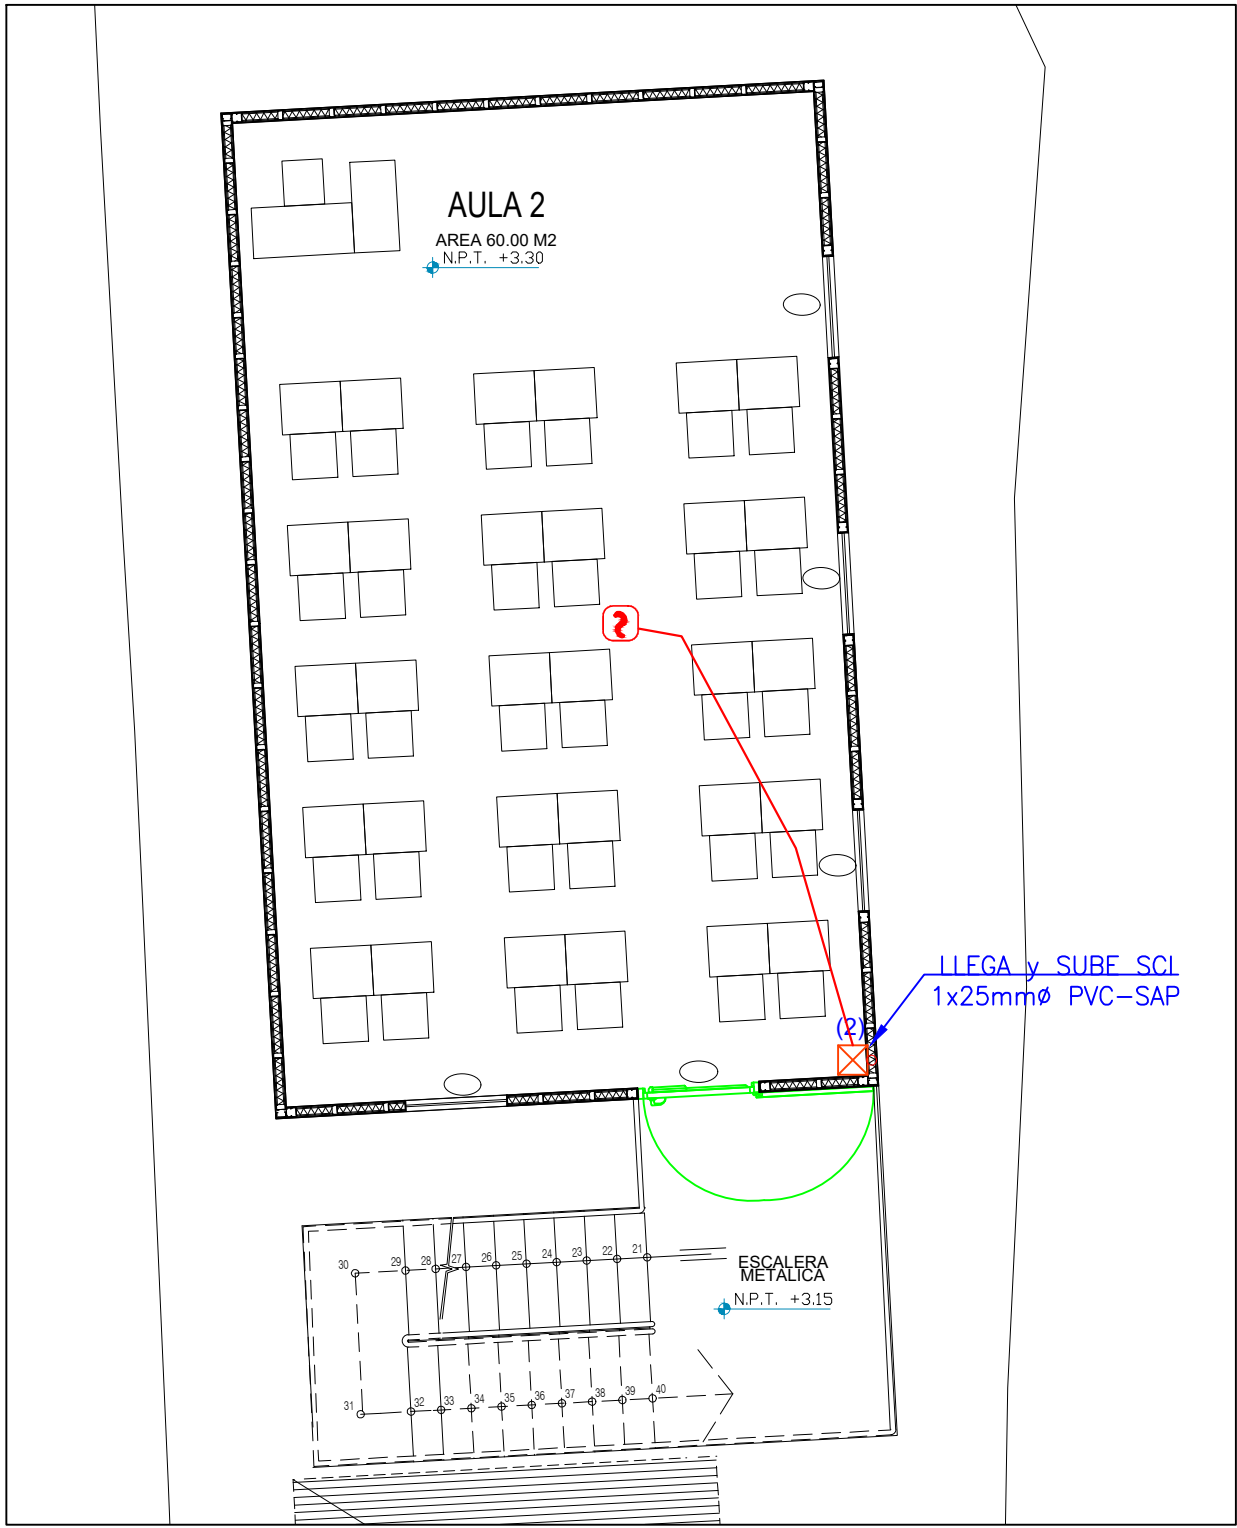 AULA 2
AREA 60.00 M2
N.P.T. +3.30
LLEGA y SUBE SCI
1x25mmø PVC-SAP
(2)
30
29
28
27
26
25
24
23
22
21
ESCALERA
METALICA
N.P.T. +3.15
31
32
33
34
35
36
37
38
39
40